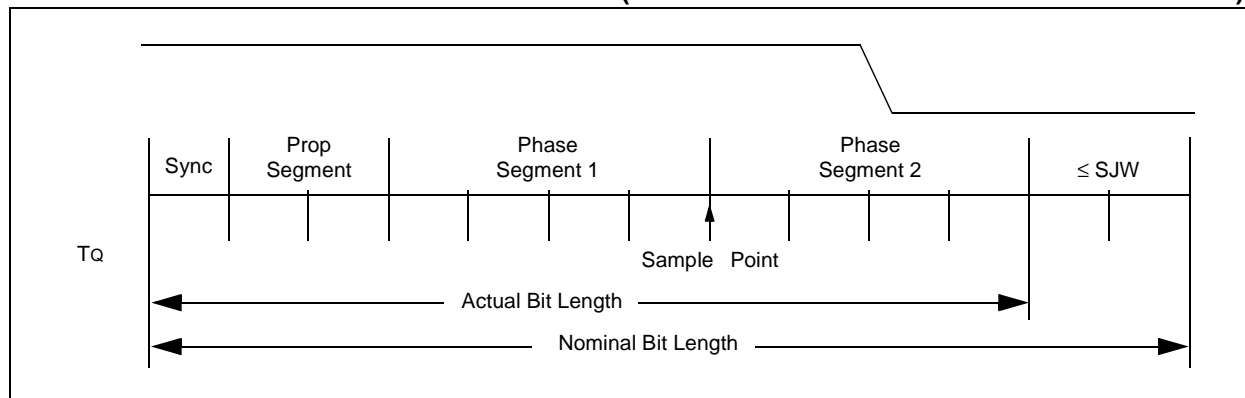 Sync
Prop
Segment
Phase
Segment 1
Phase
Segment 2
≤ SJW
TQ
Sample Point
Actual Bit Length
Nominal Bit Length